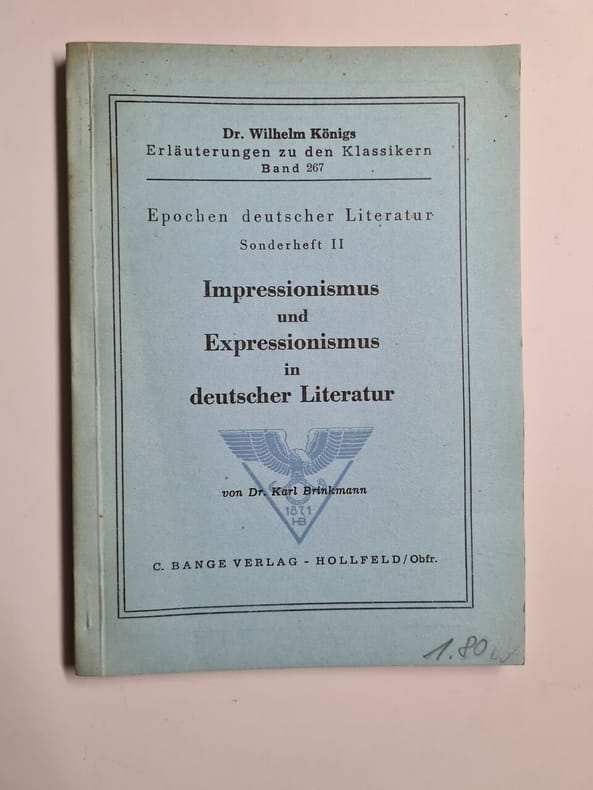 Dr. Wilhelm Königs
Erläuterungen zu den Klassikern
Band 267
Epochen deutscher Literatur
Sonderheft II
Impressionismus
und
Expressionismus
in
deutscher Literatur
von Dr. Karl Brinkmann
1871
HB
C. BANGE VERLAG - HOLLFELD/Obfr.
1.80